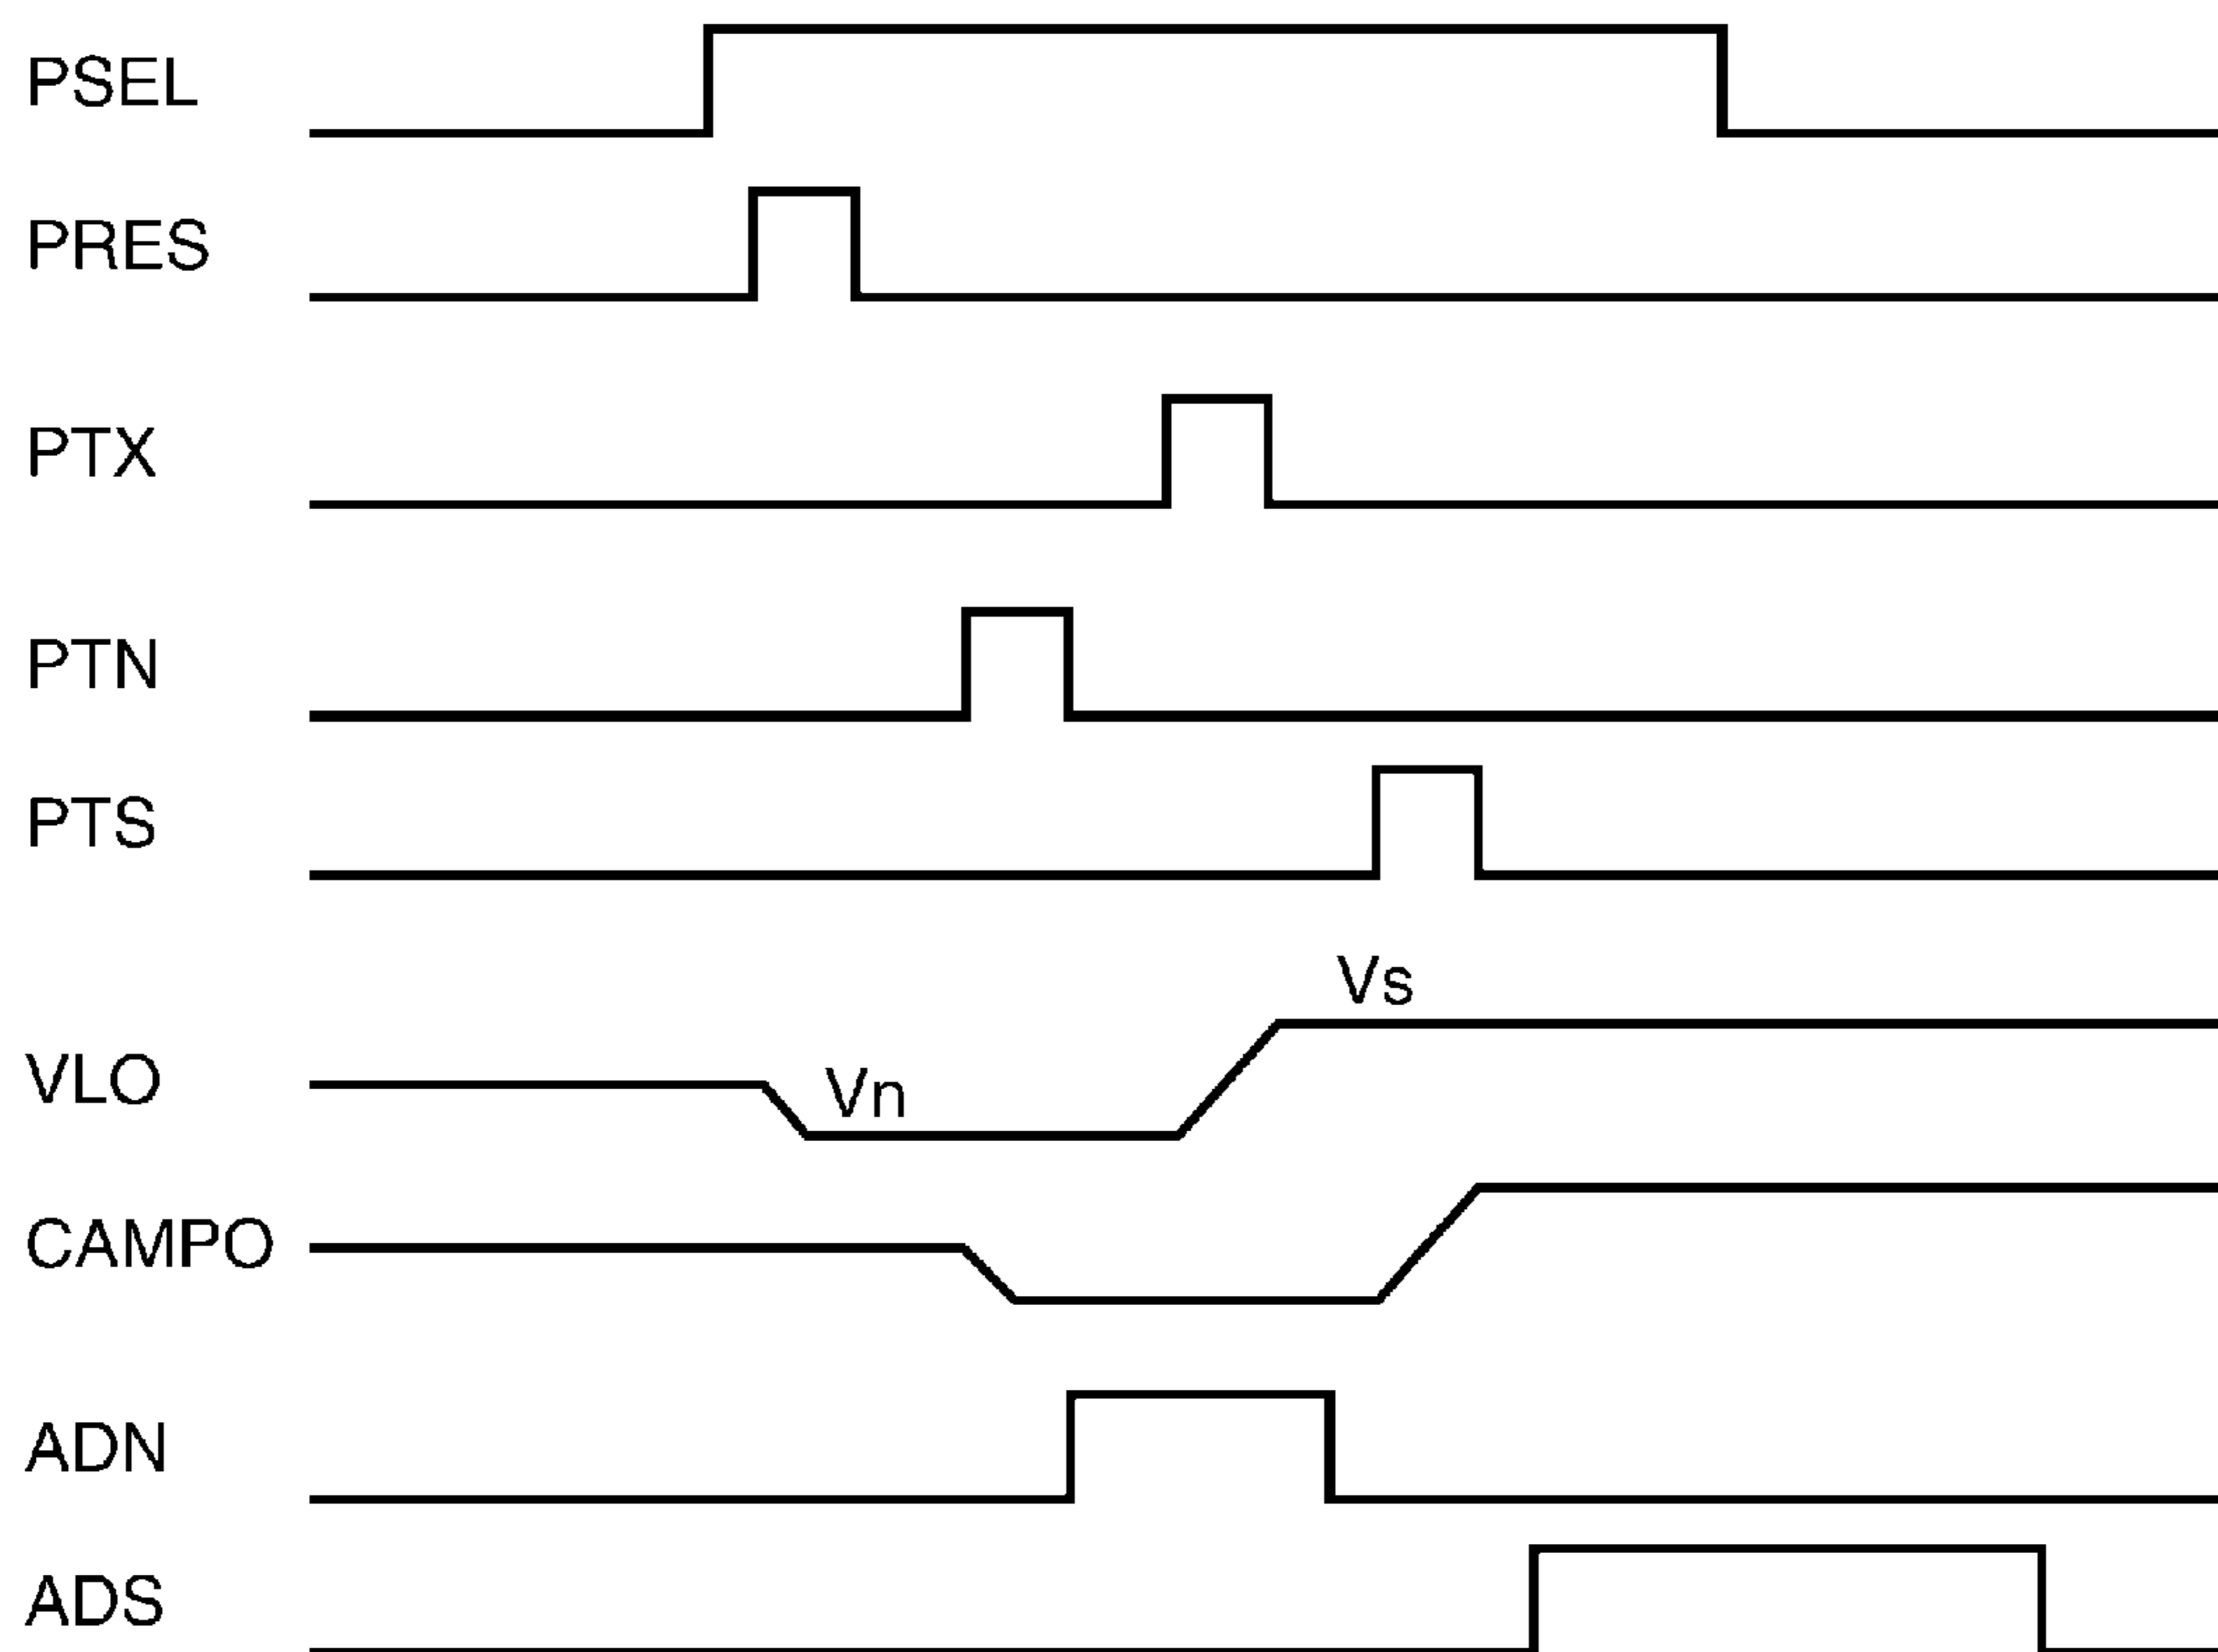 PSEL
PRES
PTX
PTN
PTS
Vs
VLO
Vn
CAMPO
ADN
ADS